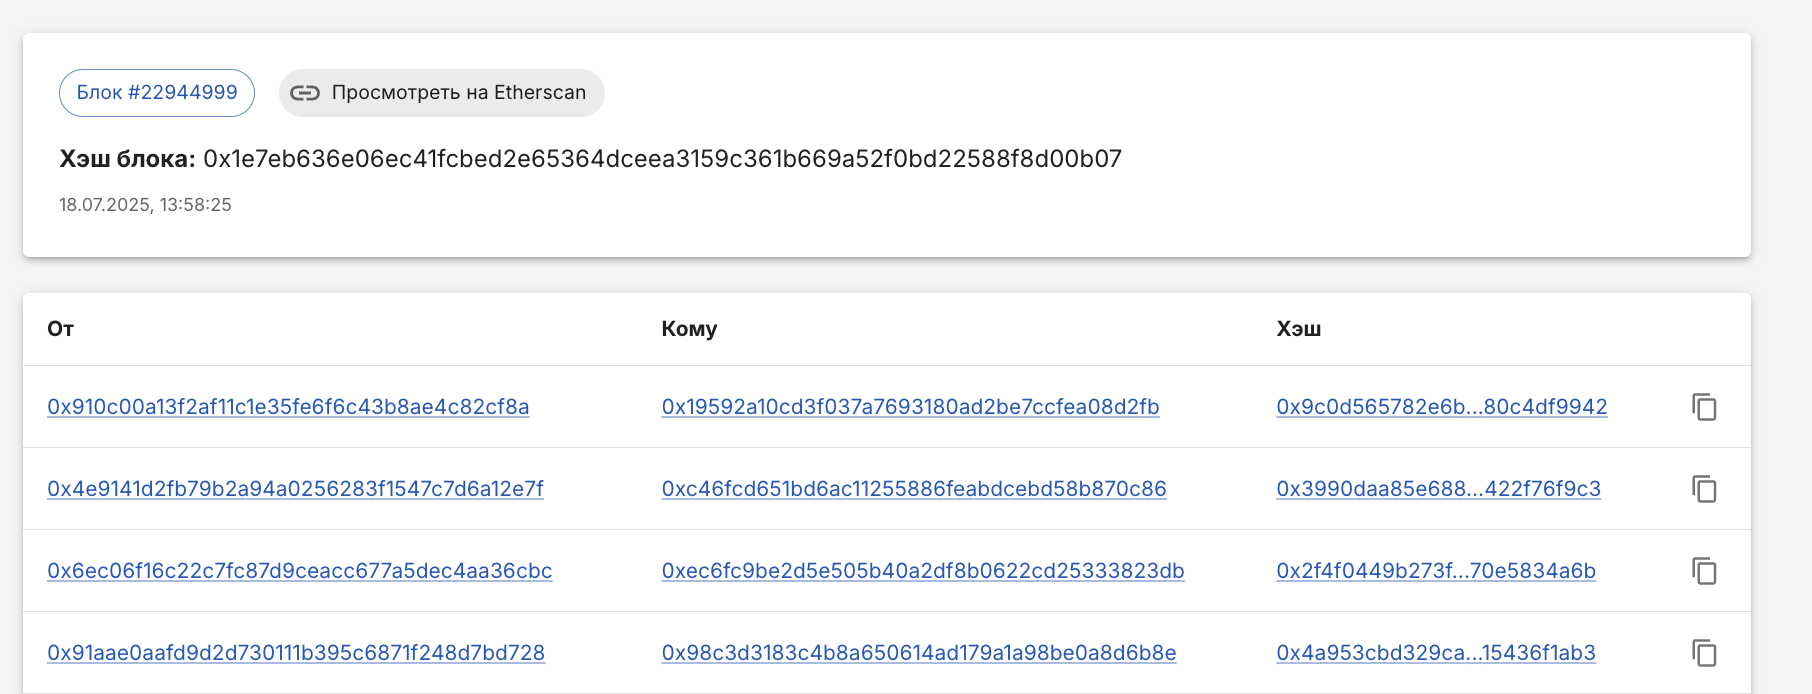 Блок #22944999
Просмотреть на Etherscan
Хэш блока: 0x1e7eb636e06ec41fcbed2e65364dceea3159c361b669a52f0bd22588f8d00b07
18.07.2025, 13:58:25
От Кому Хэш
0x910c00a13f2af11c1e35fe6f6c43b8ae4c82cf8a 0x19592a10cd3f037a7693180ad2be7ccfea08d2fb 0x9c0d565782e6b...80c4df9942
0x4e9141d2fb79b2a94a0256283f1547c7d6a12e7f 0xc46fcd651bd6ac11255886feabdcebd58b870c86 0x3990daa85e688...422f76f9c3
0x6ec06f16c22c7fc87d9ceacc677a5dec4aa36cbc 0xec6fc9be2d5e505b40a2df8b0622cd25333823db 0x2f4f0449b273f...70e5834a6b
0x91aae0aafd9d2d730111b395c6871f248d7bd728 0x98c3d3183c4b8a650614ad179a1a98be0a8d6b8e 0x4a953cbd329ca...15436f1ab3